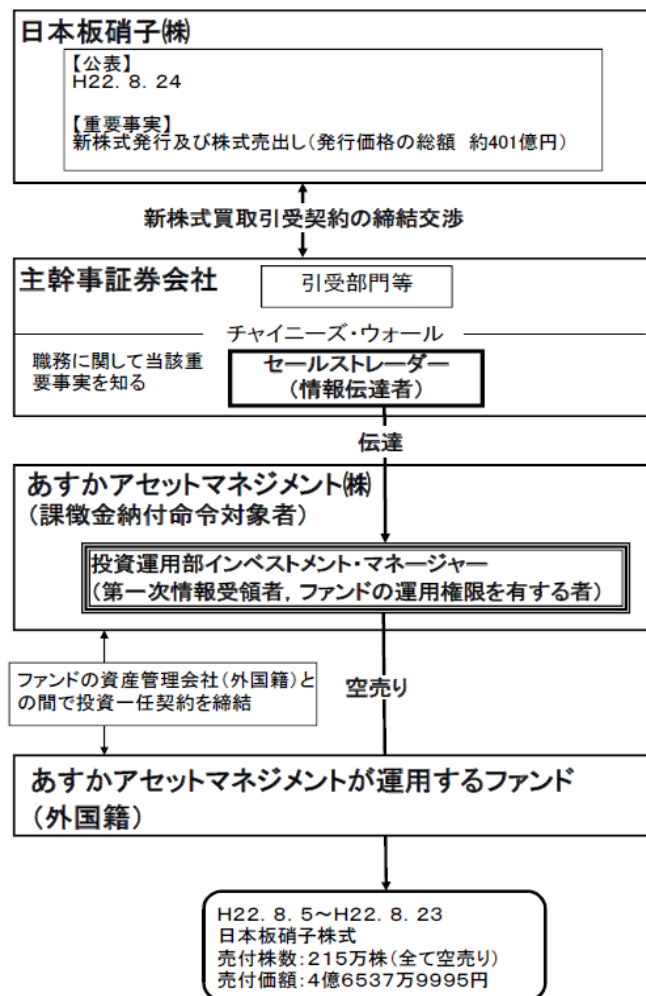 日本板硝子㈱
【公表】
H22．8．24
【重要事実】
新株式発行及び株式売出し（発行価格の総額　約401億円）
新株式買取引受契約の締結交渉
主幹事証券会社
引受部門等
チャイニーズ・ウォール
職務に関して当該重
要事実を知る
セールストレーダー
（情報伝達者）
伝達
あすかアセットマネジメント㈱
（課徴金納付命令対象者）
投資運用部インベストメント・マネージャー
（第一次情報受領者，ファンドの運用権限を有する者）
ファンドの資産管理会社（外国籍）と
の間で投資一任契約を締結
空売り
あすかアセットマネジメントが運用するファンド
（外国籍）
H22．8．5～H22．8．23
日本板硝子株式
売付株数：215万株（全て空売り）
売付価額：4億6537万9995円